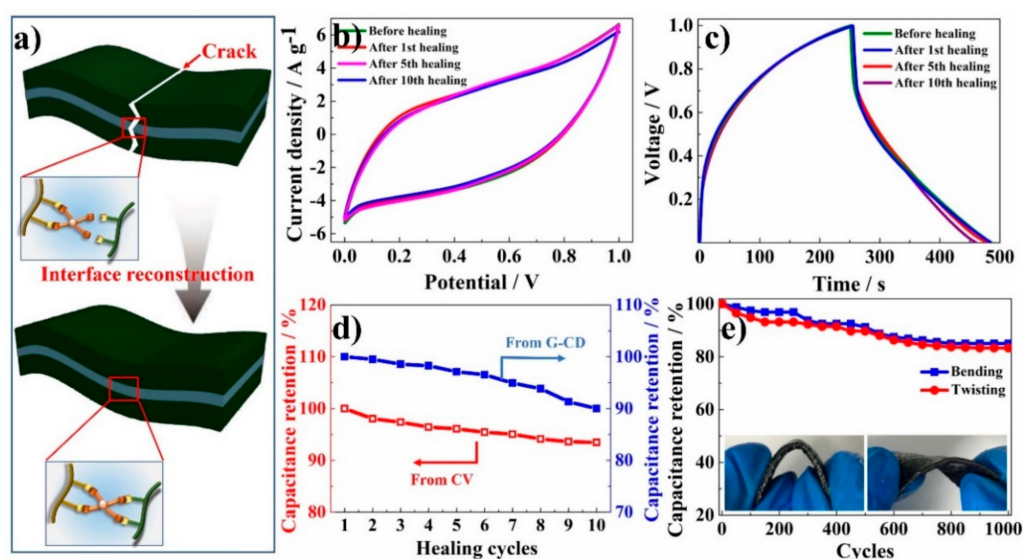 a)
Crack
Interface reconstruction
b)
Before healing
After 1st healing
After 5th healing
After 10th healing
Current density / A g-1
6
4
2
0
-2
-4
-6
0.0 0.2 0.4 0.6 0.8 1.0
Potential / V
c)
Before healing
After 1st healing
After 5th healing
After 10th healing
Voltage / V
1.0
0.8
0.6
0.4
0.2
0 100 200 300 400 500
Time / s
d)
From G-CD
From CV
Capacitance retention / %
120
110
100
95
80
Capacitance retention / %
110
100
90
80
70
1 2 3 4 5 6 7 8 9 10
Healing cycles
e)
Bending
Twisting
Capacitance retention / %
100
80
60
40
20
0 200 400 600 800 1000
Cycles